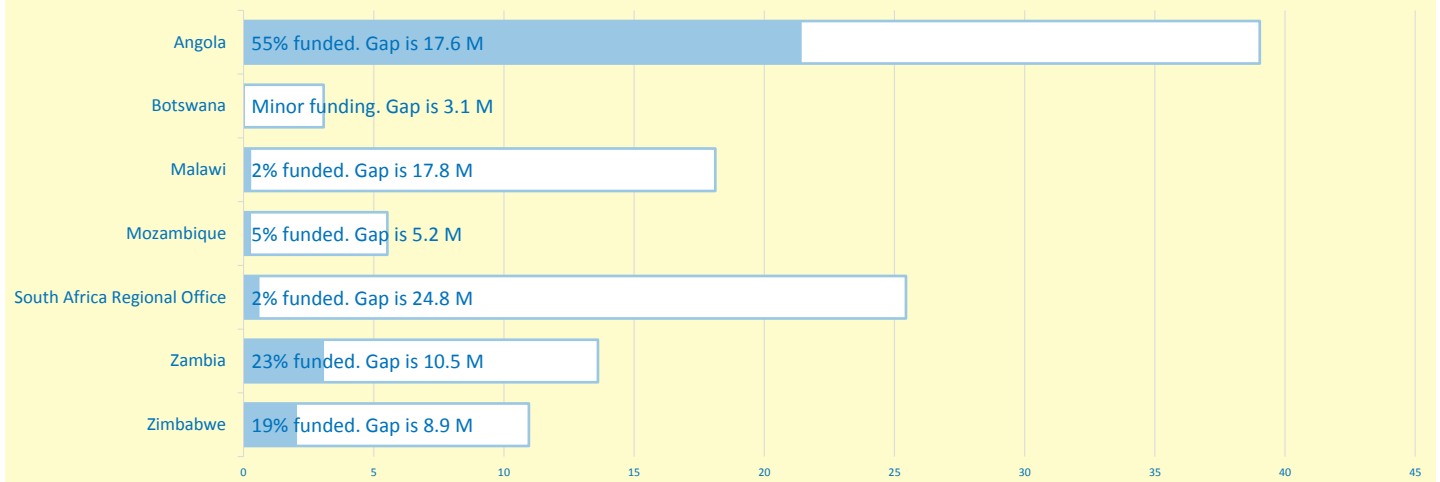 Angola 55% funded. Gap is 17.6 M
Botswana Minor funding. Gap is 3.1 M
Malawi 2% funded. Gap is 17.8 M
Mozambique 5% funded. Gap is 5.2 M
South Africa Regional Office 2% funded. Gap is 24.8 M
Zambia 23% funded. Gap is 10.5 M
Zimbabwe 19% funded. Gap is 8.9 M
0 5 10 15 20 25 30 35 40 45